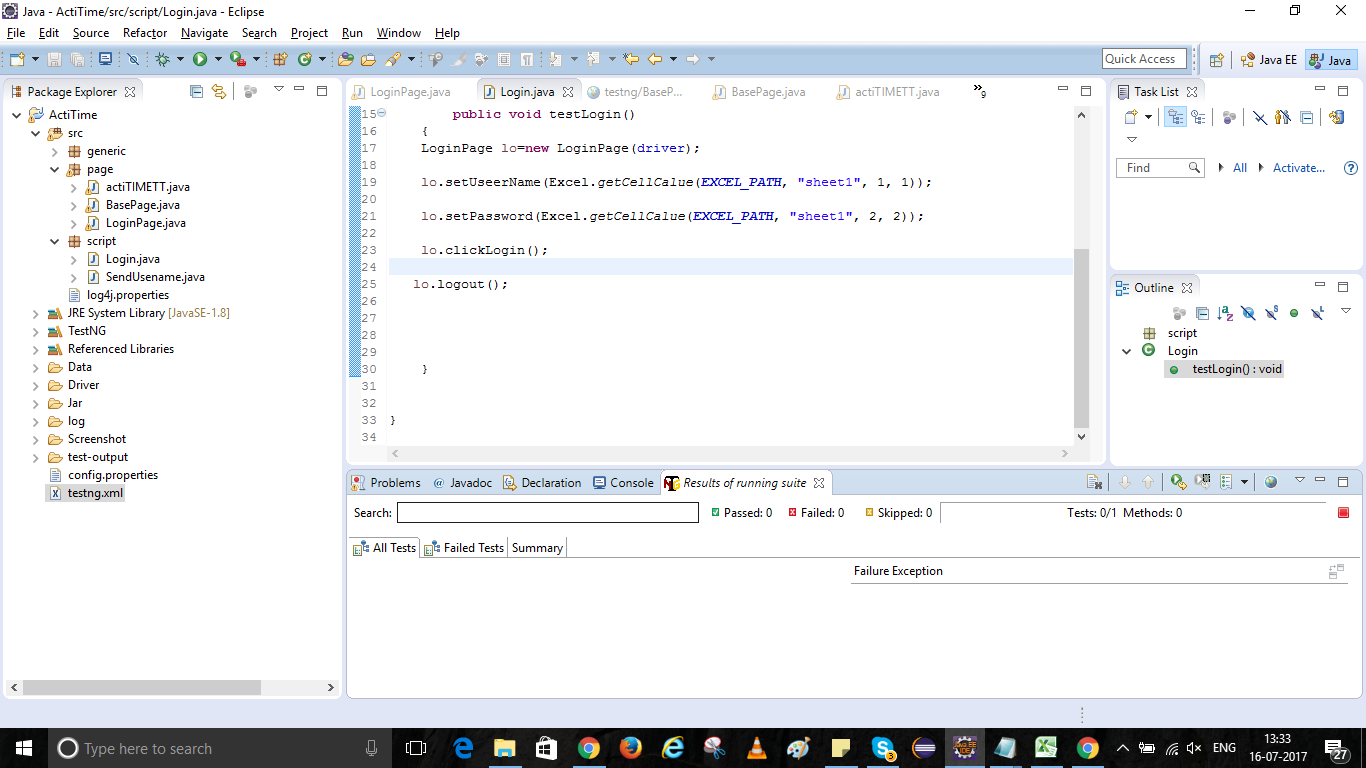 Java - ActiTime/src/script/Login.java - Eclipse
File Edit Source Refactor Navigate Search Project Run Window Help
Quick Access
Java EE
Java
Package Explorer
ActiTime
src
generic
page
actiTIMETT.java
BasePage.java
LoginPage.java
script
Login.java
SendUsename.java
log4j.properties
JRE System Library [JavaSE-1.8]
TestNG
Referenced Libraries
Data
Driver
Jar
log
Screenshot
test-output
config.properties
testng.xml
LoginPage.java Login.java testng/BaseP... BasePage.java actiTIMETT.java »9
15 public void testLogin()
16 {
17 LoginPage lo=new LoginPage(driver);
18
19 lo.setUseerName(Excel.getCellCalue(EXCEL_PATH, "sheet1", 1, 1));
20
21 lo.setPassword(Excel.getCellCalue(EXCEL_PATH, "sheet1", 2, 2));
22
23 lo.clickLogin();
24
25 lo.logout();
26
27
28
29
30 }
31
32
33 }
34
Task List
Find All Activate...
Outline
script
Login
testLogin() : void
Problems @ Javadoc Declaration Console Results of running suite
Search: Passed: 0 Failed: 0 Skipped: 0 Tests: 0/1 Methods: 0
All Tests Failed Tests Summary
Failure Exception
Type here to search
3
ENG
13:33
16-07-2017
27